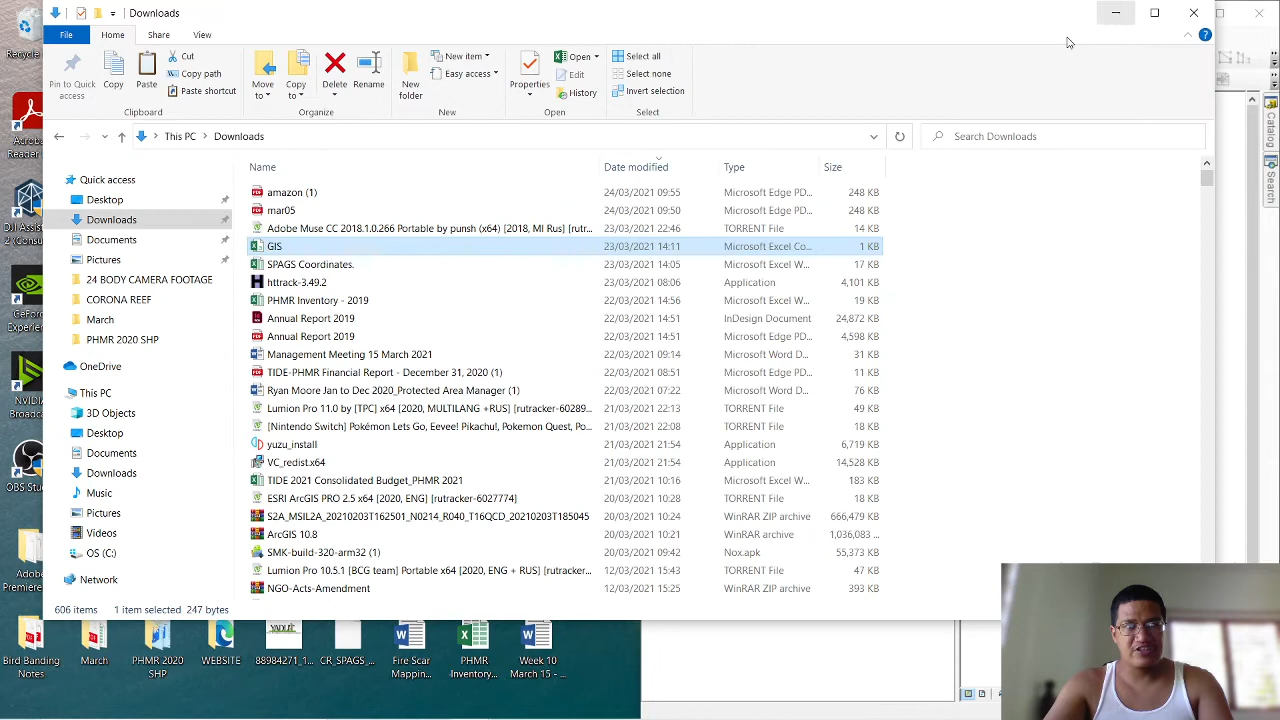 Downloads
File Home Share View
Pin to Quick access
Copy
Paste
Cut
Copy path
Paste shortcut
Clipboard
Move to
Copy to
Delete
Rename
Organize
New folder
New item
Easy access
New
Properties
Open
Edit
History
Open
Select all
Select none
Invert selection
Select
This PC > Downloads
Search Downloads
Name Date modified Type Size
Quick access
Desktop
Downloads
Documents
Pictures
24 BODY CAMERA FOOTAGE
CORONA REEF
March
PHMR 2020 SHP
OneDrive
This PC
3D Objects
Desktop
Documents
Downloads
Music
Pictures
Videos
OS (C:)
Network
amazon (1) 24/03/2021 09:55 Microsoft Edge PD... 248 KB
mar05 24/03/2021 09:50 Microsoft Edge PD... 248 KB
Adobe Muse CC 2018.1.0.266 Portable by punsh (x64) [2018, MI Rus] [rutr... 23/03/2021 22:46 TORRENT File 14 KB
GIS 23/03/2021 14:11 Microsoft Excel Co... 1 KB
SPAGS Coordinates. 23/03/2021 14:05 Microsoft Excel W... 17 KB
httrack-3.49.2 23/03/2021 08:06 Application 4,101 KB
PHMR Inventory - 2019 22/03/2021 14:56 Microsoft Excel W... 19 KB
Annual Report 2019 22/03/2021 14:51 InDesign Document 24,872 KB
Annual Report 2019 22/03/2021 14:51 Microsoft Edge PD... 4,598 KB
Management Meeting 15 March 2021 22/03/2021 09:14 Microsoft Word D... 31 KB
TIDE-PHMR Financial Report - December 31, 2020 (1) 22/03/2021 08:51 Microsoft Edge PD... 11 KB
Ryan Moore Jan to Dec 2020_Protected Area Manager (1) 22/03/2021 07:22 Microsoft Word D... 76 KB
Lumion Pro 11.0 by [TPC] x64 [2020, MULTILANG +RUS] [rutracker-60289... 21/03/2021 22:13 TORRENT File 49 KB
[Nintendo Switch] Pokémon Lets Go, Eevee! Pikachu!, Pokemon Quest, Po... 21/03/2021 22:08 TORRENT File 18 KB
yuzu_install 21/03/2021 21:54 Application 6,719 KB
VC_redist.x64 21/03/2021 21:54 Application 14,528 KB
TIDE 2021 Consolidated Budget_PHMR 2021 21/03/2021 10:16 Microsoft Excel W... 183 KB
ESRI ArcGIS PRO 2.5 x64 [2020, ENG] [rutracker-6027774] 20/03/2021 10:28 TORRENT File 18 KB
S2A_MSIL2A_20210203T162501_N0214_R040_T16QCD_20210203T185045 20/03/2021 10:24 WinRAR ZIP archive 666,479 KB
ArcGIS 10.8 20/03/2021 10:21 WinRAR archive 1,036,083 ...
SMK-build-320-arm32 (1) 20/03/2021 09:42 Nox.apk 55,373 KB
Lumion Pro 10.5.1 [BCG team] Portable x64 [2020, ENG + RUS] [rutracker... 12/03/2021 15:43 TORRENT File 47 KB
NGO-Acts-Amendment 12/03/2021 15:25 WinRAR ZIP archive 393 KB
606 items 1 item selected 247 bytes
Catalog
Search
Bird Banding Notes
March
PHMR 2020 SHP
WEBSITE
88984271_1...
CR_SPAGS_...
Fire Scar Mappin...
PHMR Inventory...
Week 10 March 15 - ...